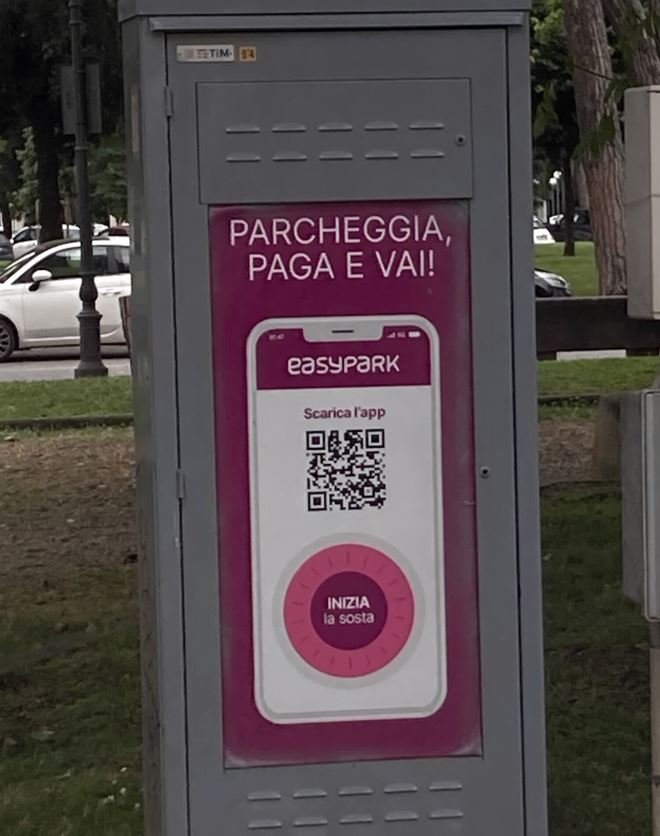 TIM
PARCHEGGIA,
PAGA E VAI!
easypark
Scarica l'app
INIZIA
la sosta